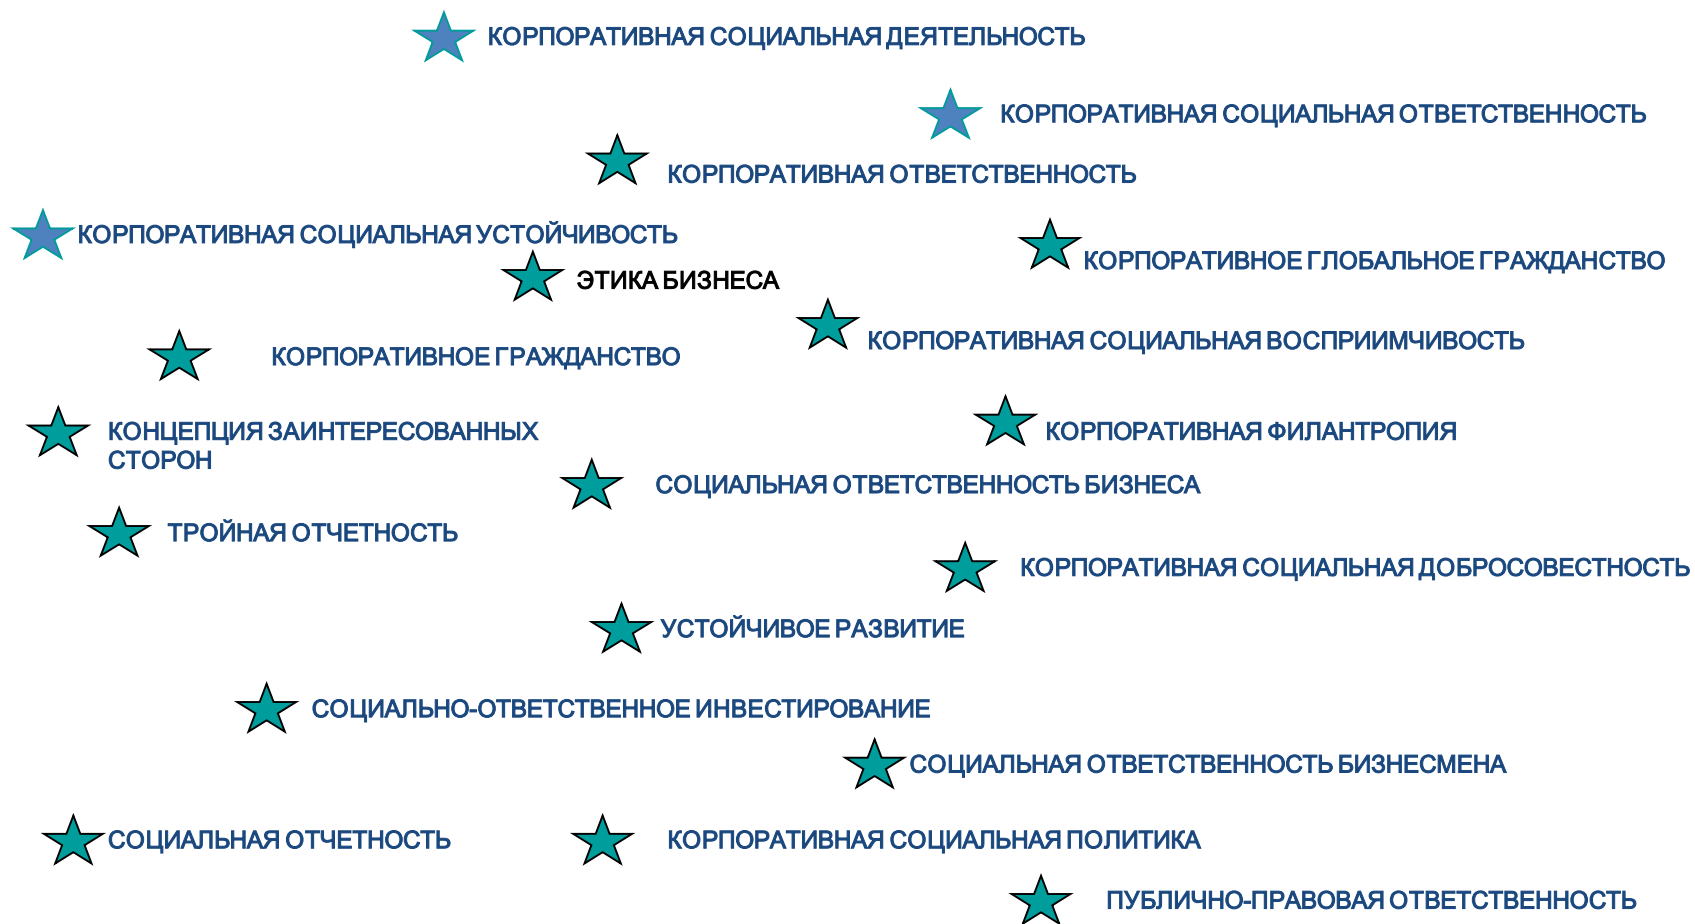 КОРПОРАТИВНАЯ СОЦИАЛЬНАЯ ДЕЯТЕЛЬНОСТЬ
КОРПОРАТИВНАЯ СОЦИАЛЬНАЯ ОТВЕТСТВЕННОСТЬ
КОРПОРАТИВНАЯ ОТВЕТСТВЕННОСТЬ
КОРПОРАТИВНАЯ СОЦИАЛЬНАЯ УСТОЙЧИВОСТЬ
КОРПОРАТИВНОЕ ГЛОБАЛЬНОЕ ГРАЖДАНСТВО
ЭТИКА БИЗНЕСА
КОРПОРАТИВНАЯ СОЦИАЛЬНАЯ ВОСПРИИМЧИВОСТЬ
КОРПОРАТИВНОЕ ГРАЖДАНСТВО
КОНЦЕПЦИЯ ЗАИНТЕРЕСОВАННЫХ
СТОРОН
КОРПОРАТИВНАЯ ФИЛАНТРОПИЯ
СОЦИАЛЬНАЯ ОТВЕТСТВЕННОСТЬ БИЗНЕСА
ТРОЙНАЯ ОТЧЕТНОСТЬ
КОРПОРАТИВНАЯ СОЦИАЛЬНАЯ ДОБРОСОВЕСТНОСТЬ
УСТОЙЧИВОЕ РАЗВИТИЕ
СОЦИАЛЬНО-ОТВЕТСТВЕННОЕ ИНВЕСТИРОВАНИЕ
СОЦИАЛЬНАЯ ОТВЕТСТВЕННОСТЬ БИЗНЕСМЕНА
СОЦИАЛЬНАЯ ОТЧЕТНОСТЬ
КОРПОРАТИВНАЯ СОЦИАЛЬНАЯ ПОЛИТИКА
ПУБЛИЧНО-ПРАВОВАЯ ОТВЕТСТВЕННОСТЬ